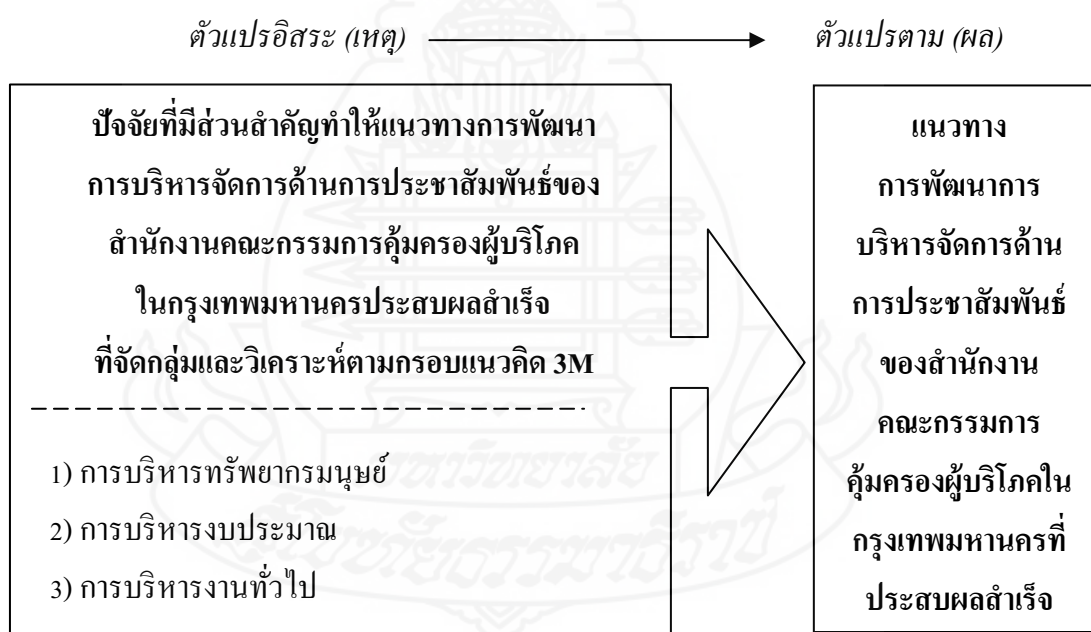 ตัวแปรอิสระ (เหตุ) ตัวแปรตาม (ผล)
ปัจจัยที่มีส่วนสำคัญทำให้แนวทางการพัฒนา
การบริหารจัดการด้านการประชาสัมพันธ์ของ
สำนักงานคณะกรรมการคุ้มครองผู้บริโภค
ในกรุงเทพมหานครประสบผลสำเร็จ
ที่จัดกลุ่มและวิเคราะห์ตามกรอบแนวคิด 3M
1) การบริหารทรัพยากรมนุษย์
2) การบริหารงบประมาณ
3) การบริหารงานทั่วไป
แนวทาง
การพัฒนาการ
บริหารจัดการด้าน
การประชาสัมพันธ์
ของสำนักงาน
คณะกรรมการ
คุ้มครองผู้บริโภคใน
กรุงเทพมหานครที่
ประสบผลสำเร็จ